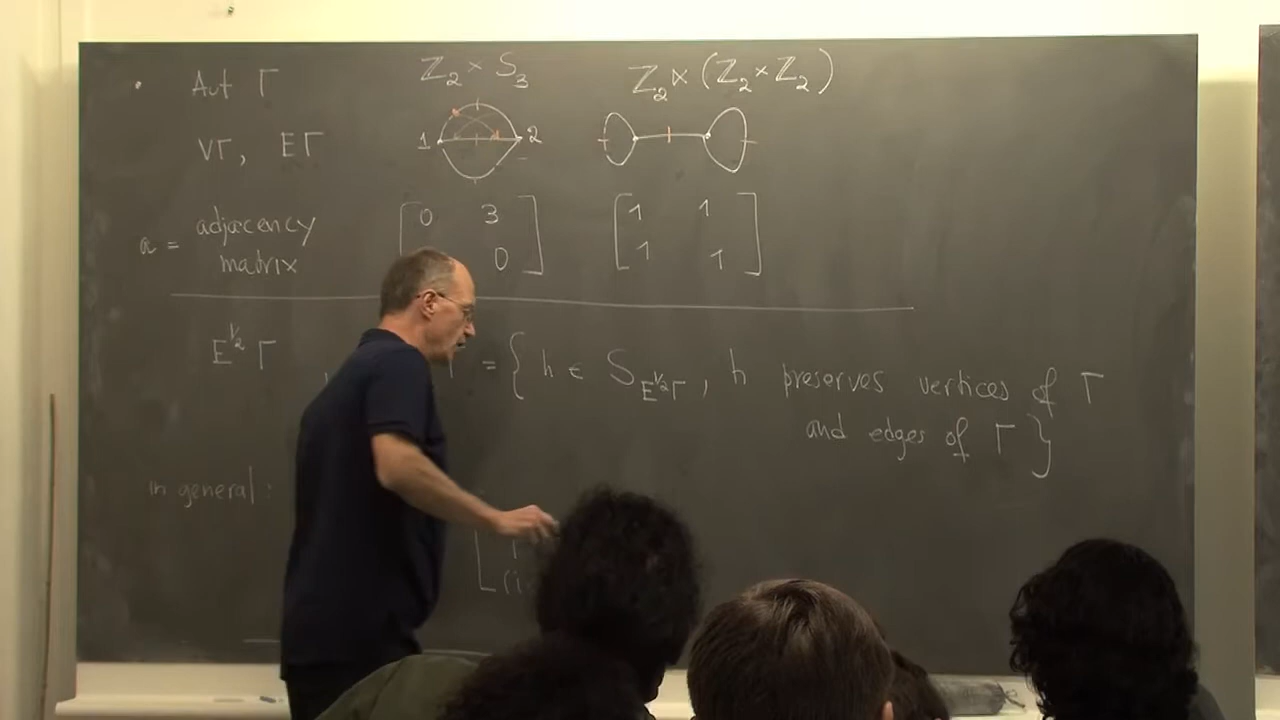 • Aut Γ ℤ₂ × S₃ ℤ₂ ⋉ (ℤ₂ × ℤ₂)
VΓ, EΓ 1 2
a = adjacency matrix [0 3 0] [1 1 1 1]
E^{1/2} Γ , = { h ∈ S_{E^{1/2}Γ}, h preserves vertices of Γ
and edges of Γ }
in general: